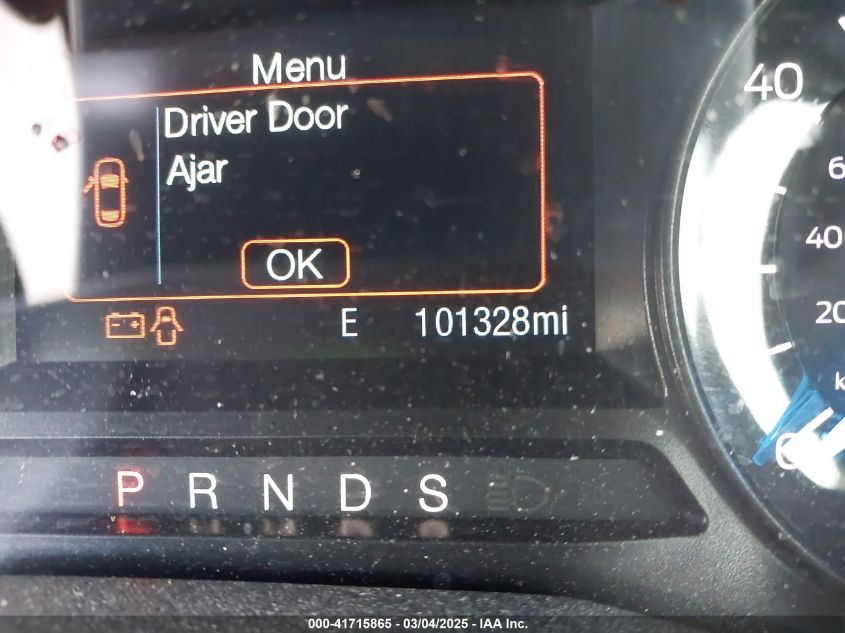 Menu
Driver Door
Ajar
OK
E 101328mi
P R N D S
40
40
20
000-41715865 - 03/04/2025 - IAA Inc.